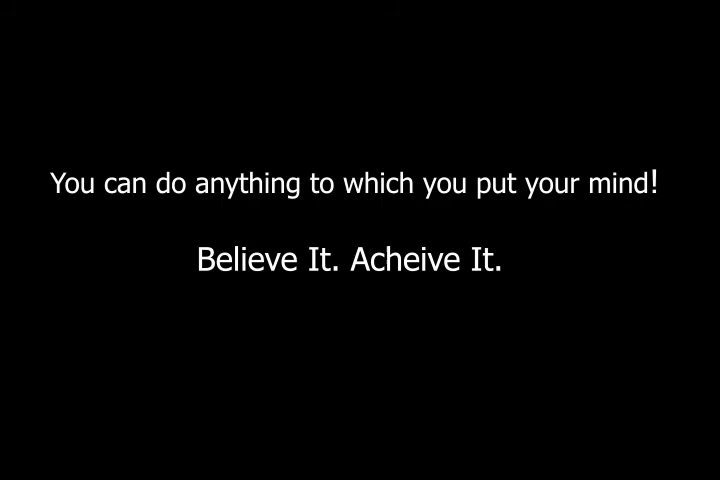 You can do anything to which you put your mind!
Believe It. Acheive It.